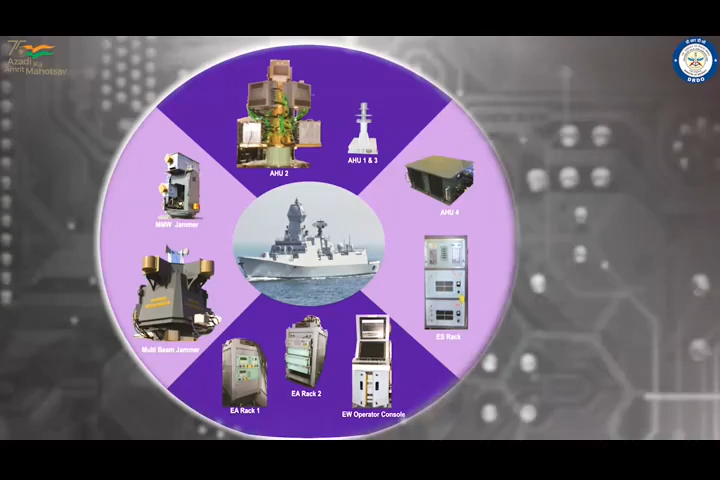 75
Azadi Ka
Amrit Mahotsav
DRDO
AHU 2
AHU 1 & 3
AHU 4
MMW Jammer
ES Rack
Multi Beam Jammer
EA Rack 1
EA Rack 2
EW Operator Console